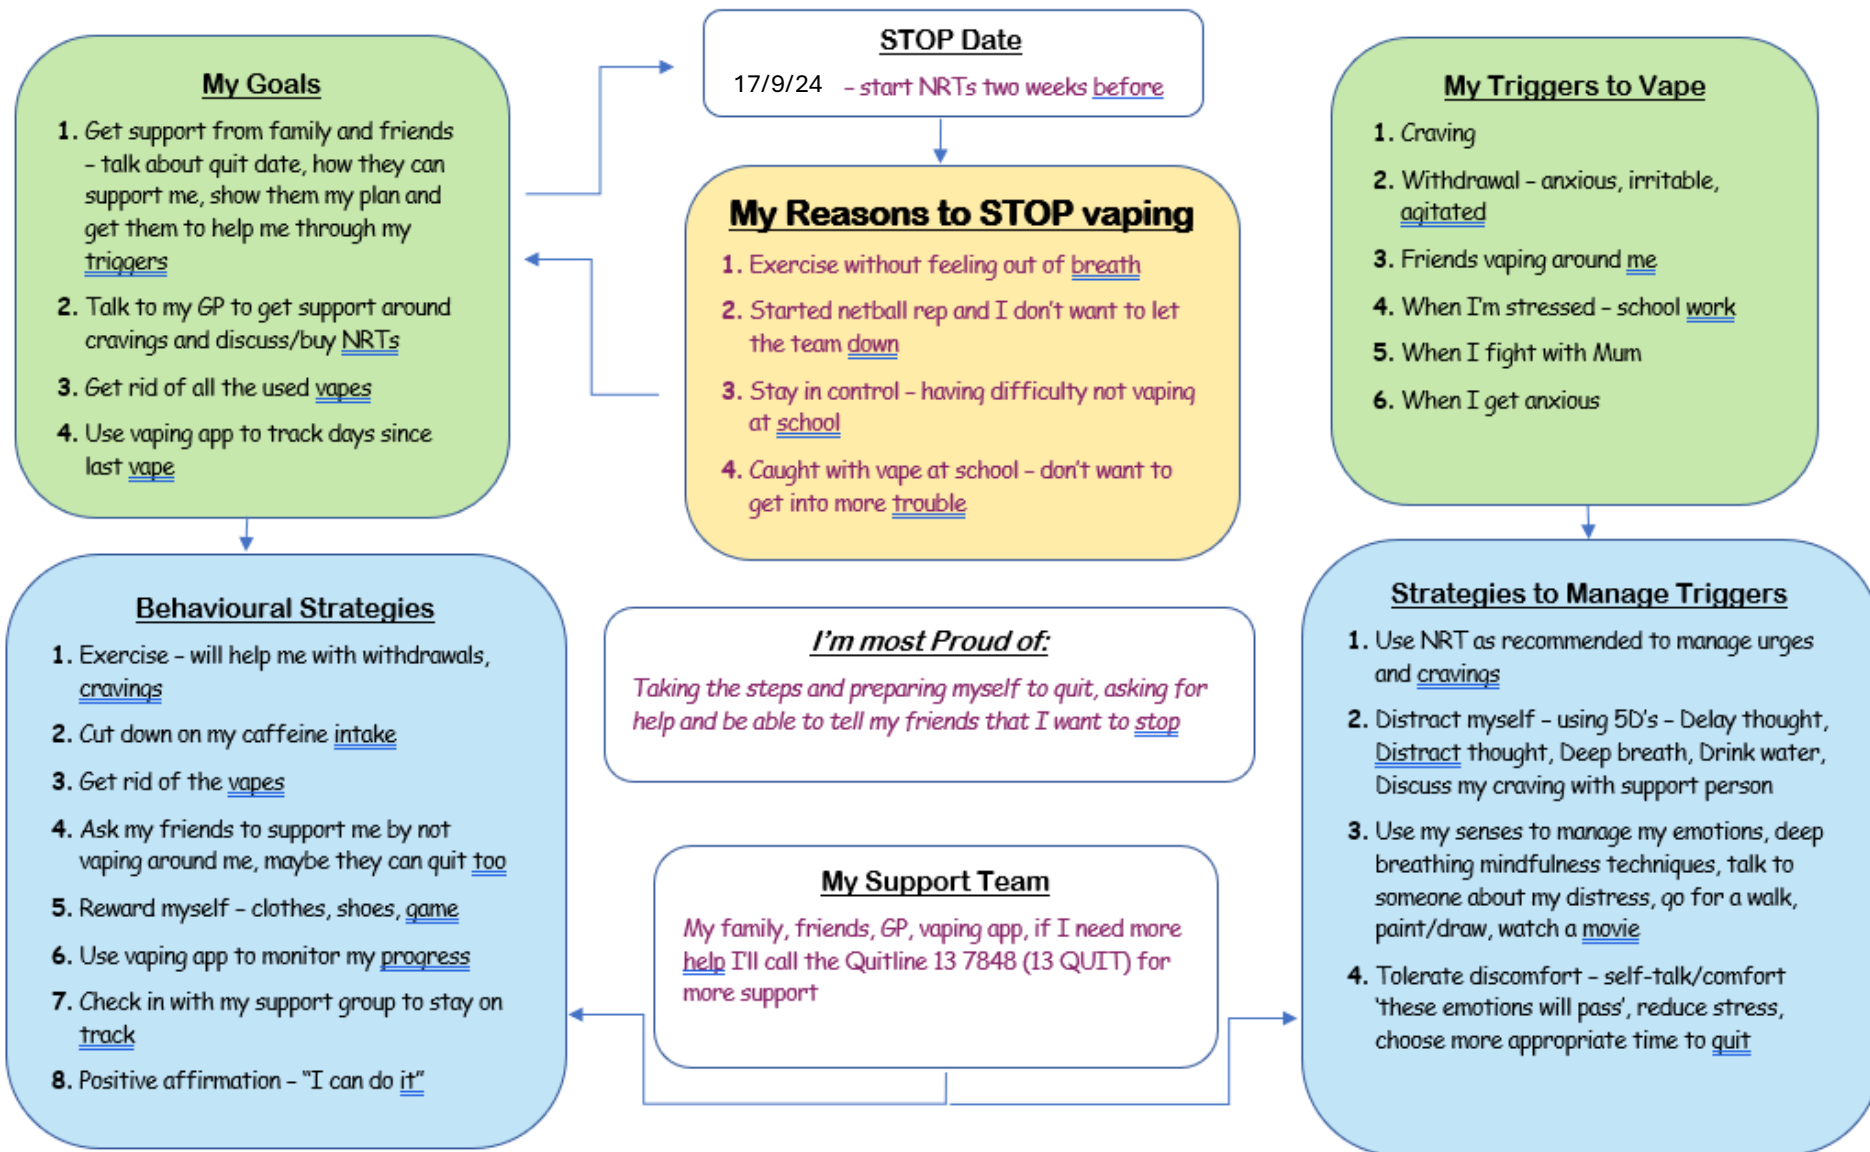 My Goals
1. Get support from family and friends
– talk about quit date, how they can
support me, show them my plan and
get them to help me through my
triggers
2. Talk to my GP to get support around
cravings and discuss/buy NRTs
3. Get rid of all the used vapes
4. Use vaping app to track days since
last vape
STOP Date
17/9/24 – start NRTs two weeks before
My Reasons to STOP vaping
1. Exercise without feeling out of breath
2. Started netball rep and I don't want to let
the team down
3. Stay in control – having difficulty not vaping
at school
4. Caught with vape at school – don't want to
get into more trouble
My Triggers to Vape
1. Craving
2. Withdrawal – anxious, irritable,
agitated
3. Friends vaping around me
4. When I'm stressed – school work
5. When I fight with Mum
6. When I get anxious
Behavioural Strategies
1. Exercise – will help me with withdrawals,
cravings
2. Cut down on my caffeine intake
3. Get rid of the vapes
4. Ask my friends to support me by not
vaping around me, maybe they can quit too
5. Reward myself – clothes, shoes, game
6. Use vaping app to monitor my progress
7. Check in with my support group to stay on
track
8. Positive affirmation – "I can do it"
I'm most Proud of:
Taking the steps and preparing myself to quit, asking for
help and be able to tell my friends that I want to stop
My Support Team
My family, friends, GP, vaping app, if I need more
help I'll call the Quitline 13 7848 (13 QUIT) for
more support
Strategies to Manage Triggers
1. Use NRT as recommended to manage urges
and cravings
2. Distract myself – using 5D's – Delay thought,
Distract thought, Deep breath, Drink water,
Discuss my craving with support person
3. Use my senses to manage my emotions, deep
breathing mindfulness techniques, talk to
someone about my distress, go for a walk,
paint/draw, watch a movie
4. Tolerate discomfort – self-talk/comfort
'these emotions will pass', reduce stress,
choose more appropriate time to quit